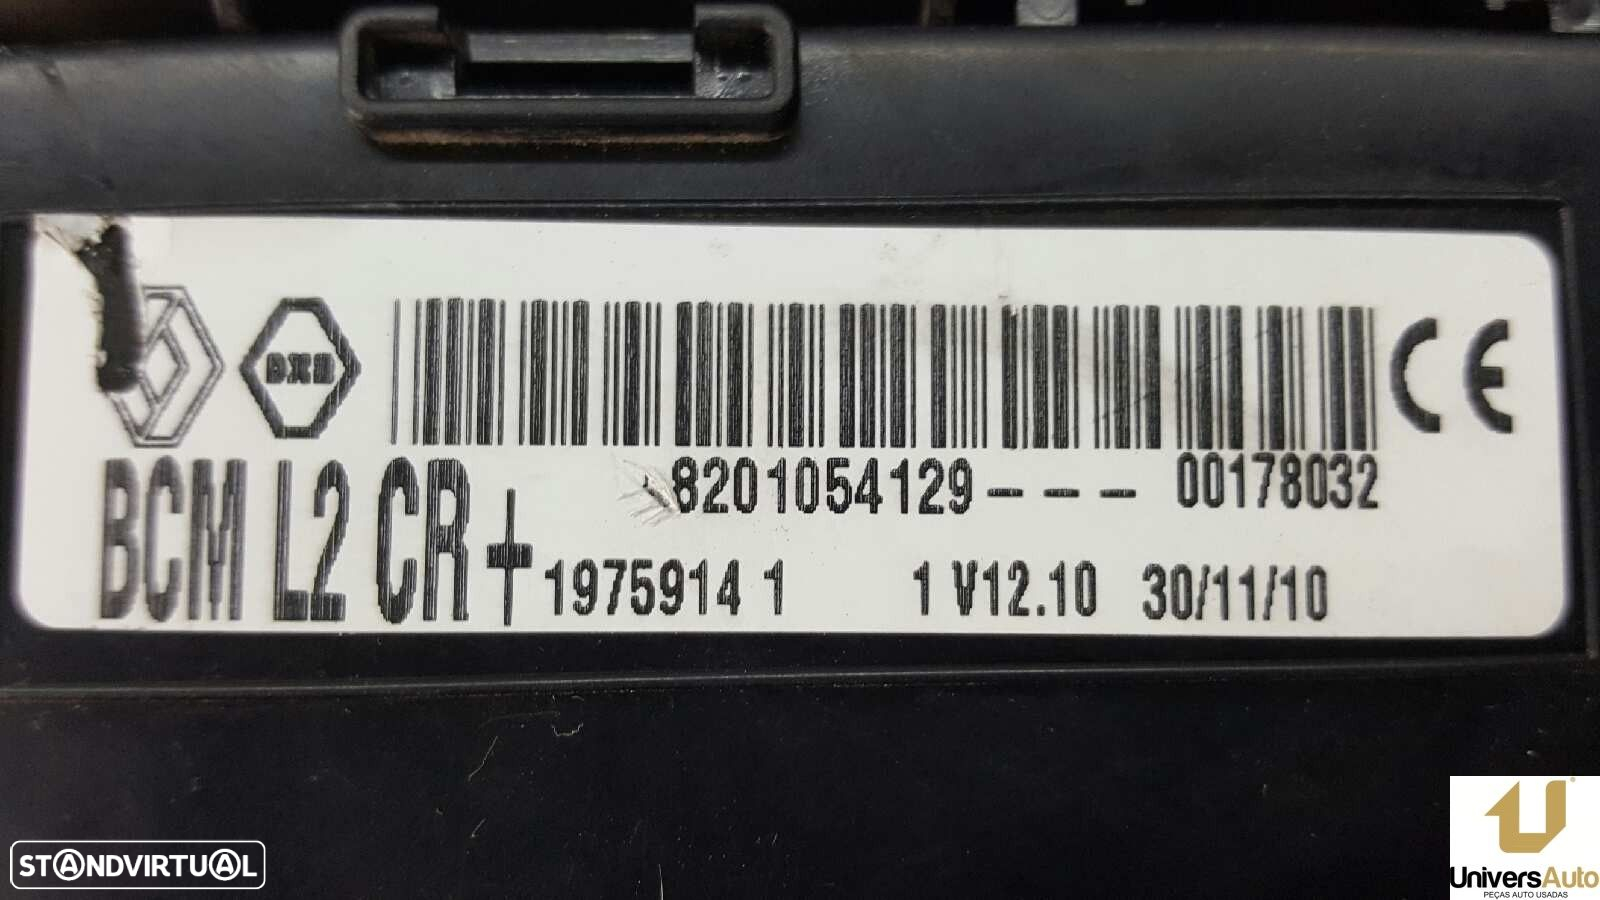 8201054129--- 00178032
BCM L2 CR+
1975914 1 1 V12.10 30/11/10
CE
STANDVIRTUAL
UniversAuto
PEÇAS AUTO USADAS